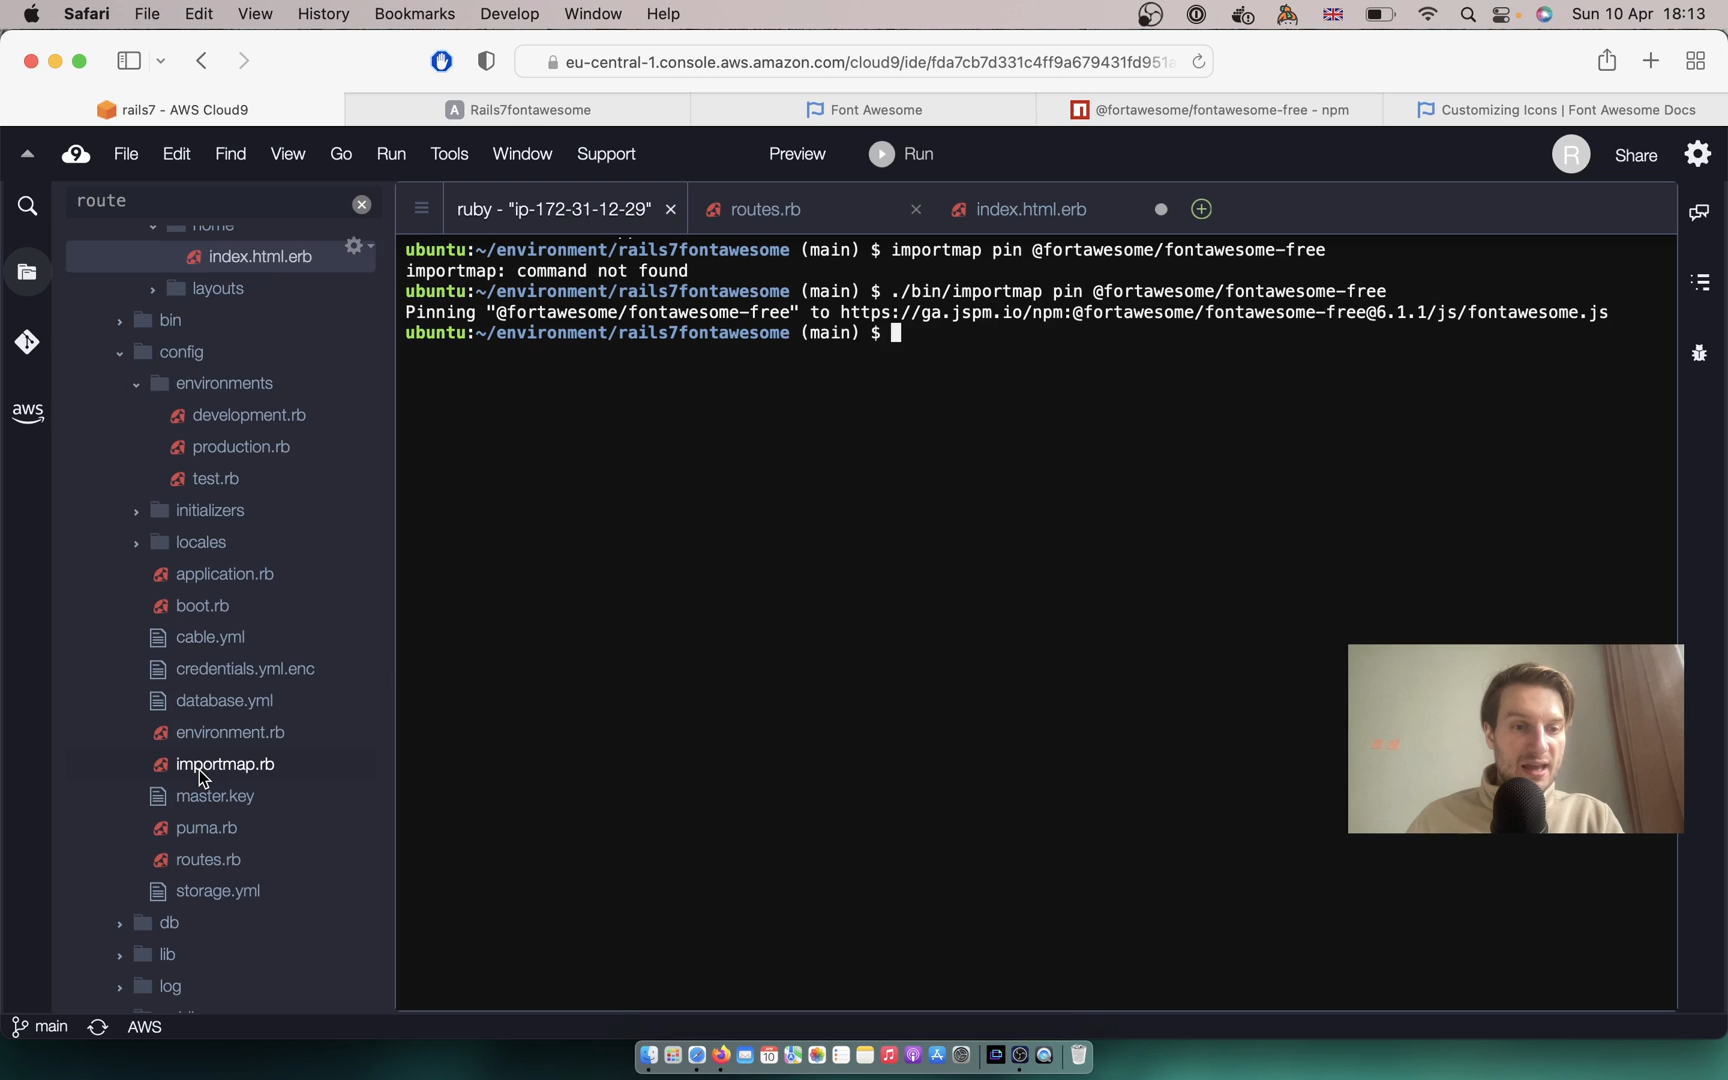 Safari File Edit View History Bookmarks Develop Window Help Sun 10 Apr 18:13
eu-central-1.console.aws.amazon.com/cloud9/ide/fda7cb7d331c4ff9a679431fd951a
rails7 - AWS Cloud9
Rails7fontawesome
Font Awesome
@fortawesome/fontawesome-free - npm
Customizing Icons | Font Awesome Docs
File Edit Find View Go Run Tools Window Support Preview Run R Share
route
ruby - "ip-172-31-12-29"
routes.rb
index.html.erb
home
index.html.erb
layouts
bin
config
environments
development.rb
production.rb
test.rb
initializers
locales
application.rb
boot.rb
cable.yml
credentials.yml.enc
database.yml
environment.rb
importmap.rb
master.key
puma.rb
routes.rb
storage.yml
db
lib
log
aws
ubuntu:~/environment/rails7fontawesome (main) $ importmap pin @fortawesome/fontawesome-free
importmap: command not found
ubuntu:~/environment/rails7fontawesome (main) $ ./bin/importmap pin @fortawesome/fontawesome-free
Pinning "@fortawesome/fontawesome-free" to https://ga.jspm.io/npm:@fortawesome/fontawesome-free@6.1.1/js/fontawesome.js
ubuntu:~/environment/rails7fontawesome (main) $
main AWS